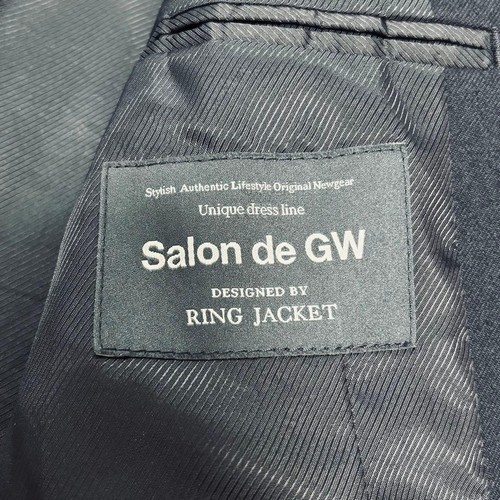 Stylish Authentic Lifestyle Original Newgear
Unique dress line
Salon de GW
DESIGNED BY
RING JACKET